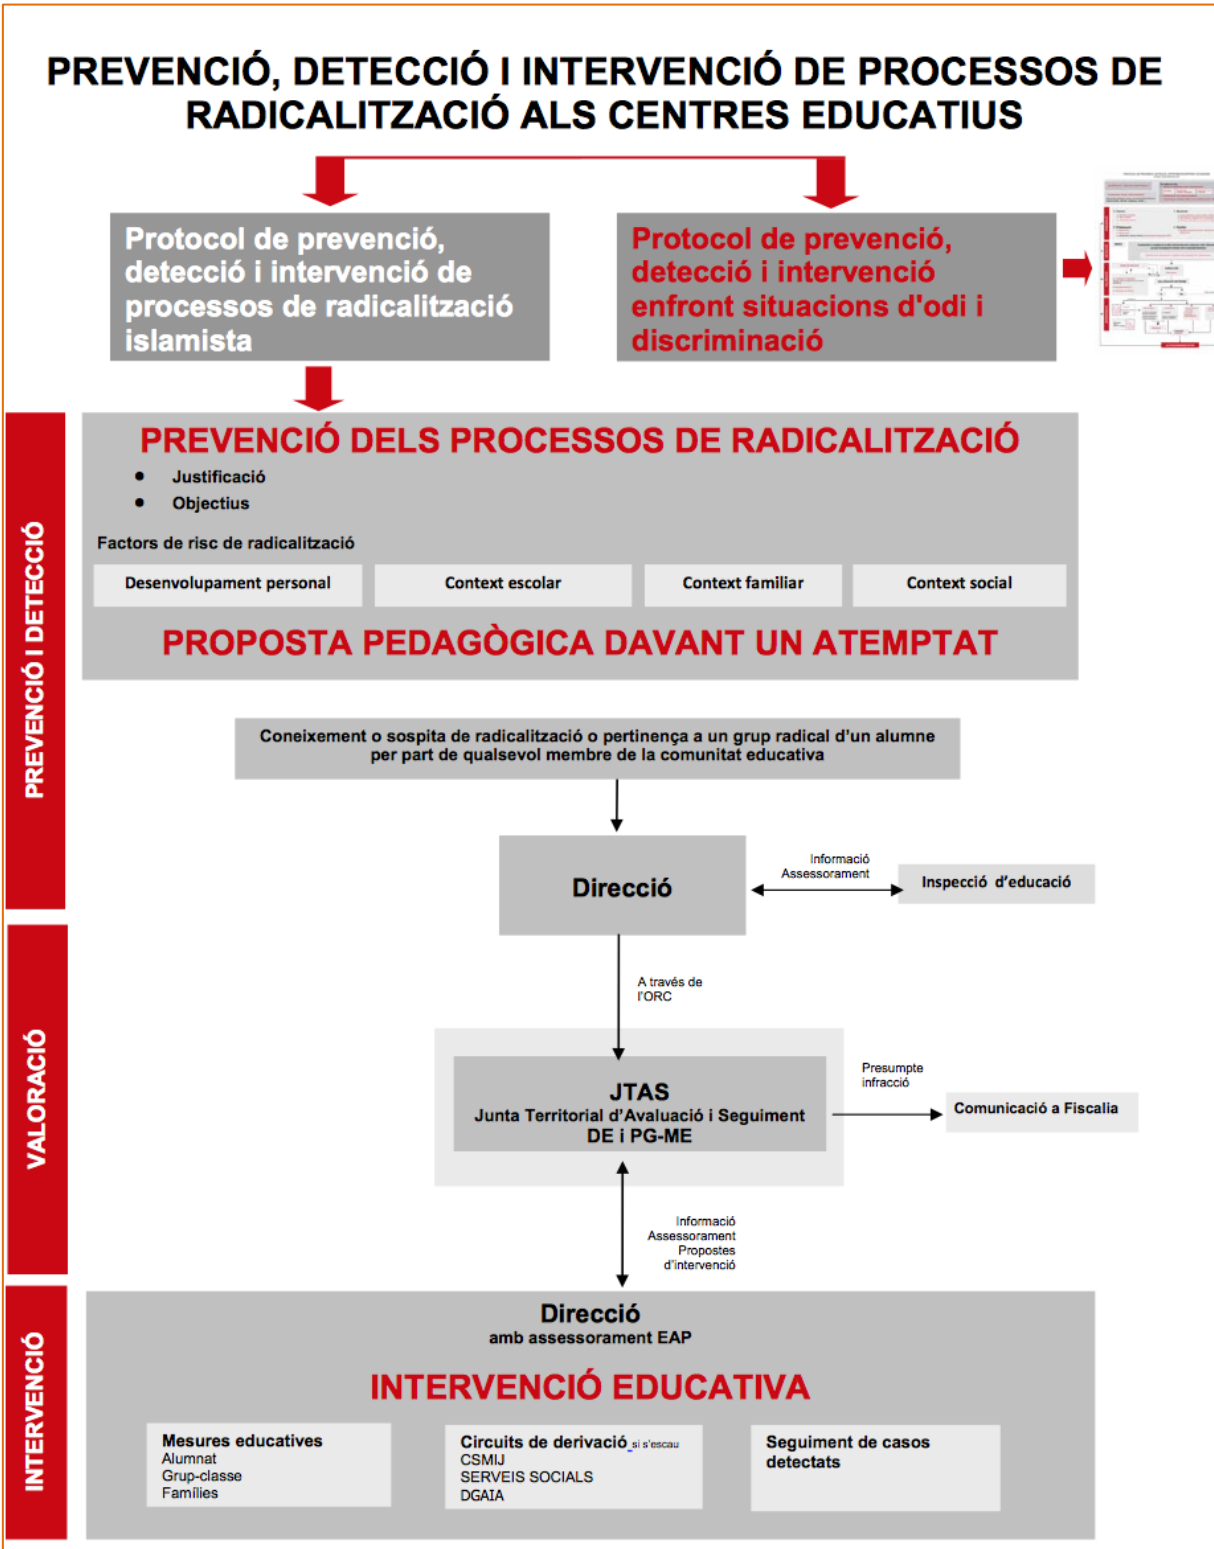 PREVENCIÓ, DETECCIÓ I INTERVENCIÓ DE PROCESSOS DE
RADICALITZACIÓ ALS CENTRES EDUCATIUS
Protocol de prevenció,
detecció i intervenció de
processos de radicalització
islamista
Protocol de prevenció,
detecció i intervenció
enfront situacions d'odi i
discriminació
PREVENCIÓ I DETECCIÓ
PREVENCIÓ DELS PROCESSOS DE RADICALITZACIÓ
• Justificació
• Objectius
Factors de risc de radicalització
Desenvolupament personal
Context escolar
Context familiar
Context social
PROPOSTA PEDAGÒGICA DAVANT UN ATEMPTAT
Coneixement o sospita de radicalització o pertinença a un grup radical d'un alumne
per part de qualsevol membre de la comunitat educativa
Direcció
Informació
Assessorament
Inspecció d'educació
VALORACIÓ
A través de
l'ORC
JTAS
Junta Territorial d'Avaluació i Seguiment
DE i PG-ME
Presumpte
infracció
Comunicació a Fiscalia
Informació
Assessorament
Propostes
d'intervenció
INTERVENCIÓ
Direcció
amb assessorament EAP
INTERVENCIÓ EDUCATIVA
Mesures educatives
Alumnat
Grup-classe
Famílies
Circuits de derivació si s'escau
CSMIJ
SERVEIS SOCIALS
DGAIA
Seguiment de casos
detectats